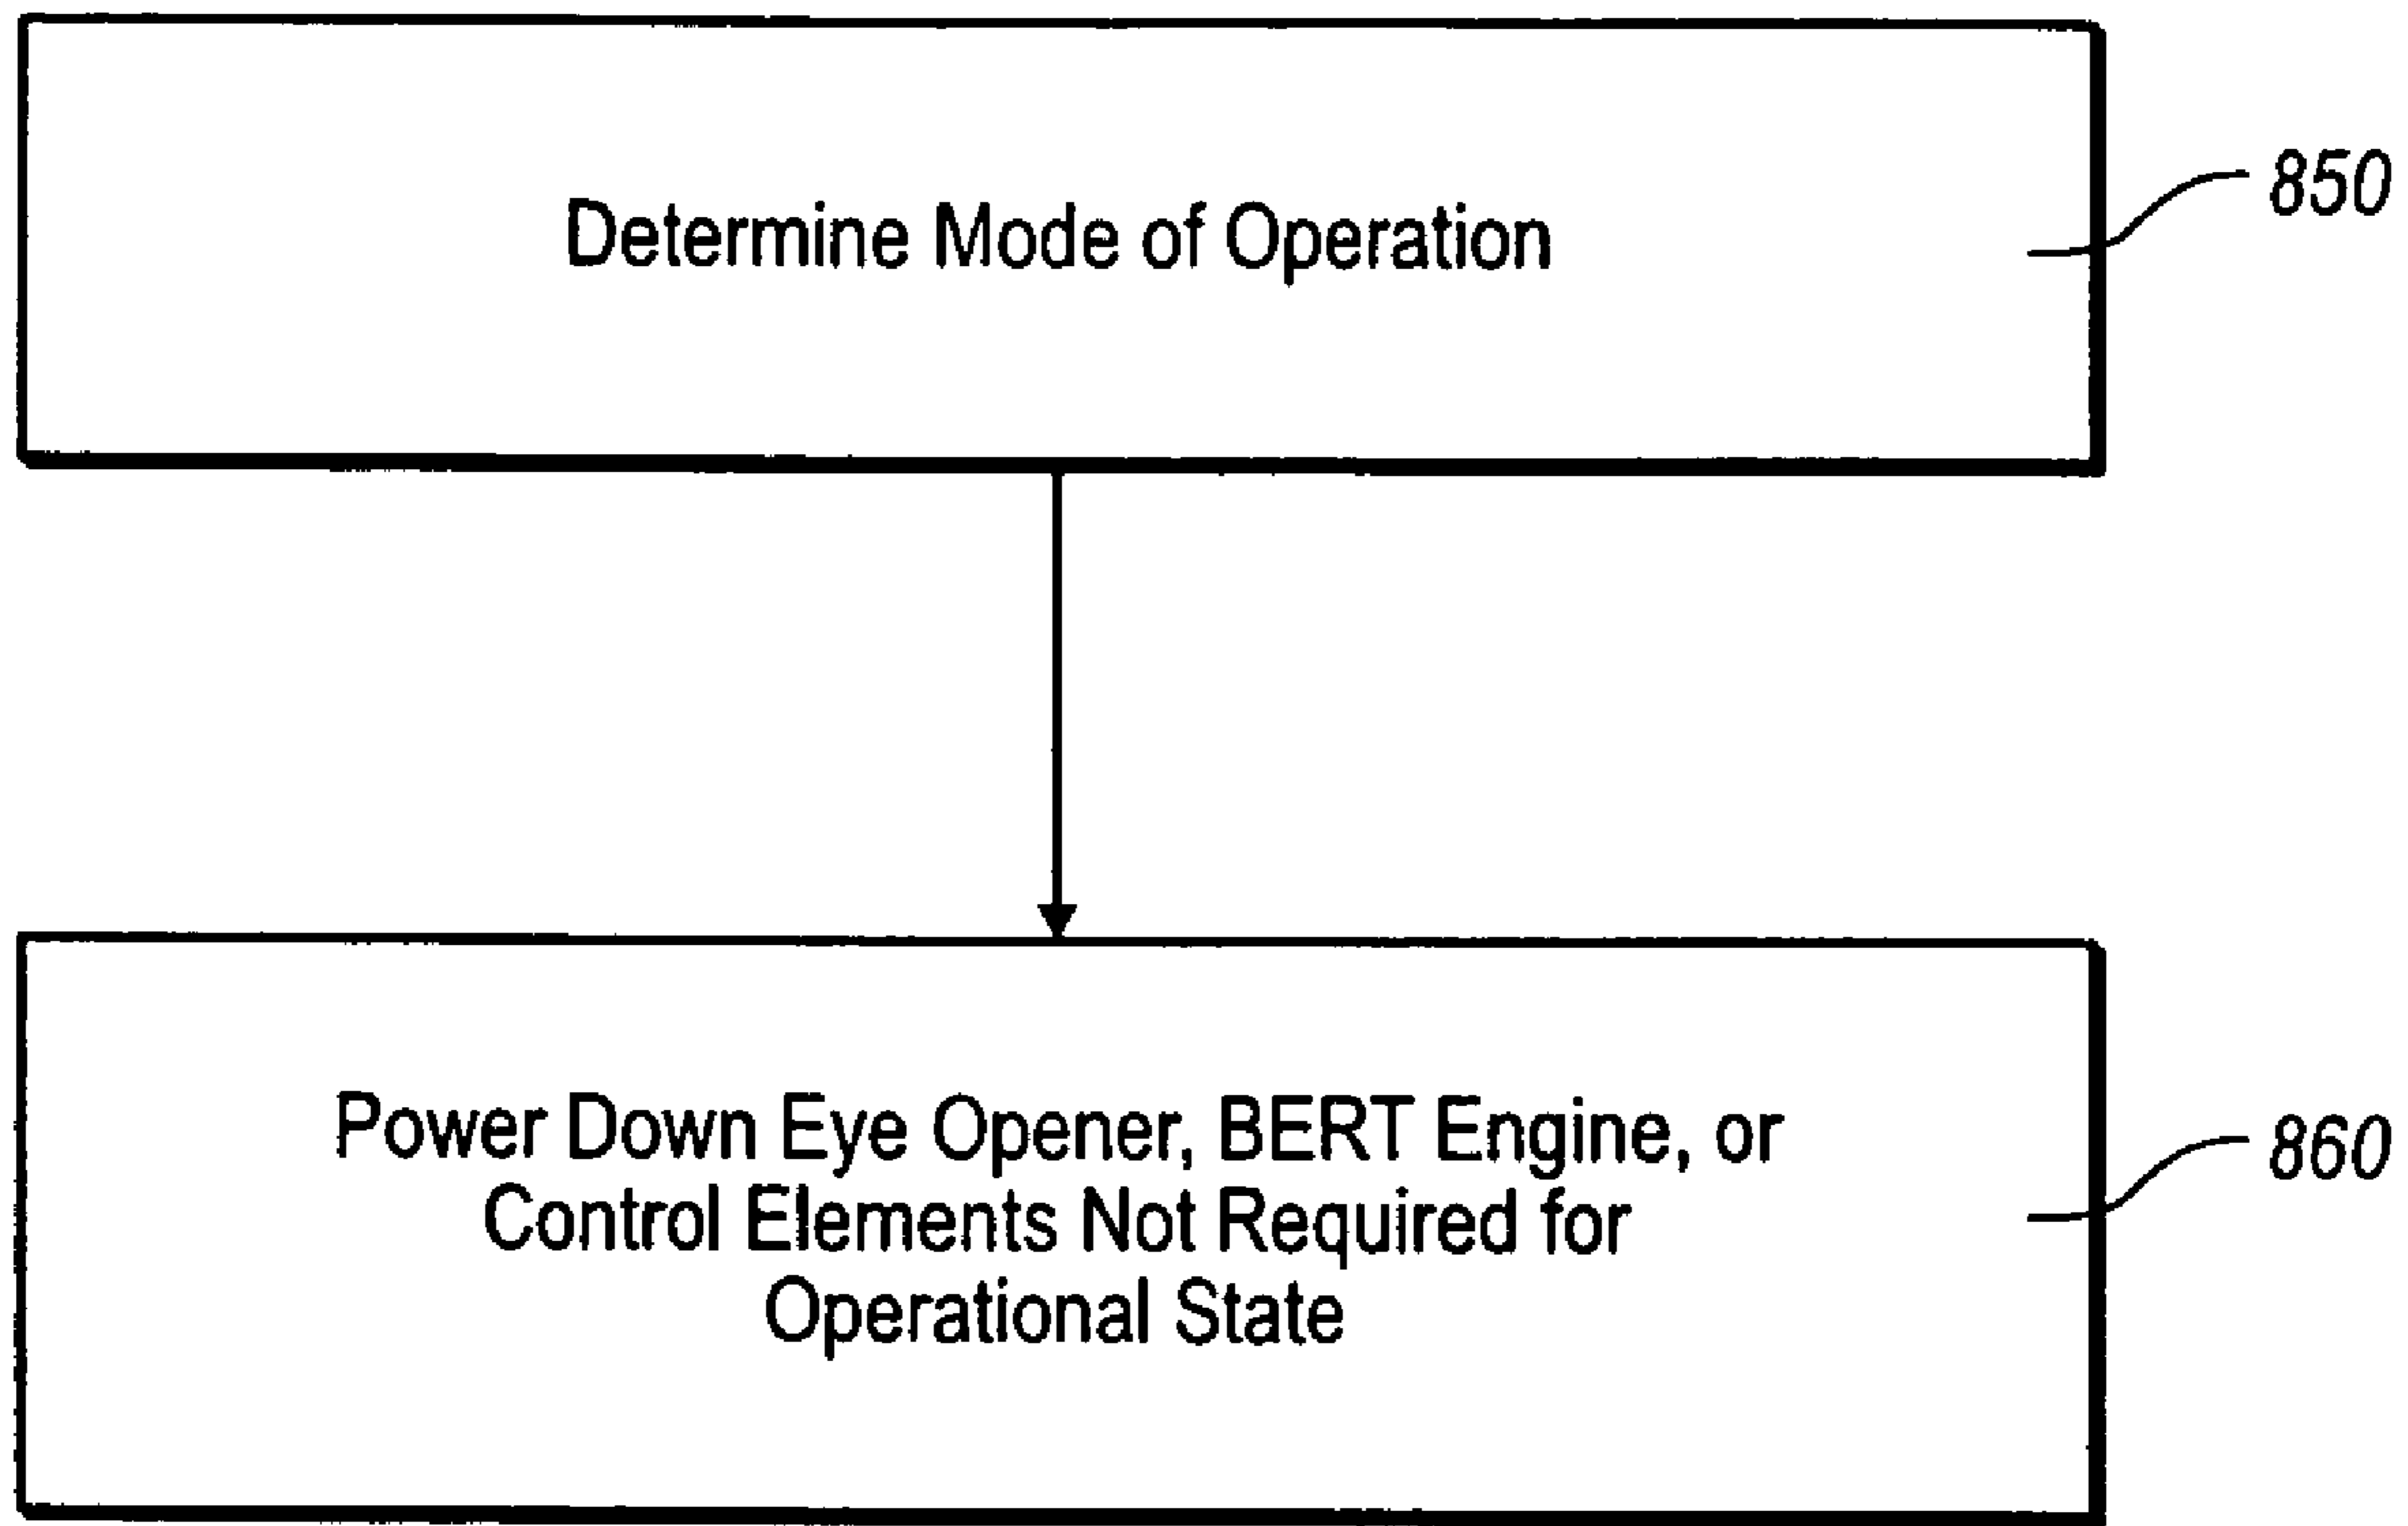 Determine Mode of Operation
850
Power Down Eye Opener, BERT Engine, or
Control Elements Not Required for
Operational State
860